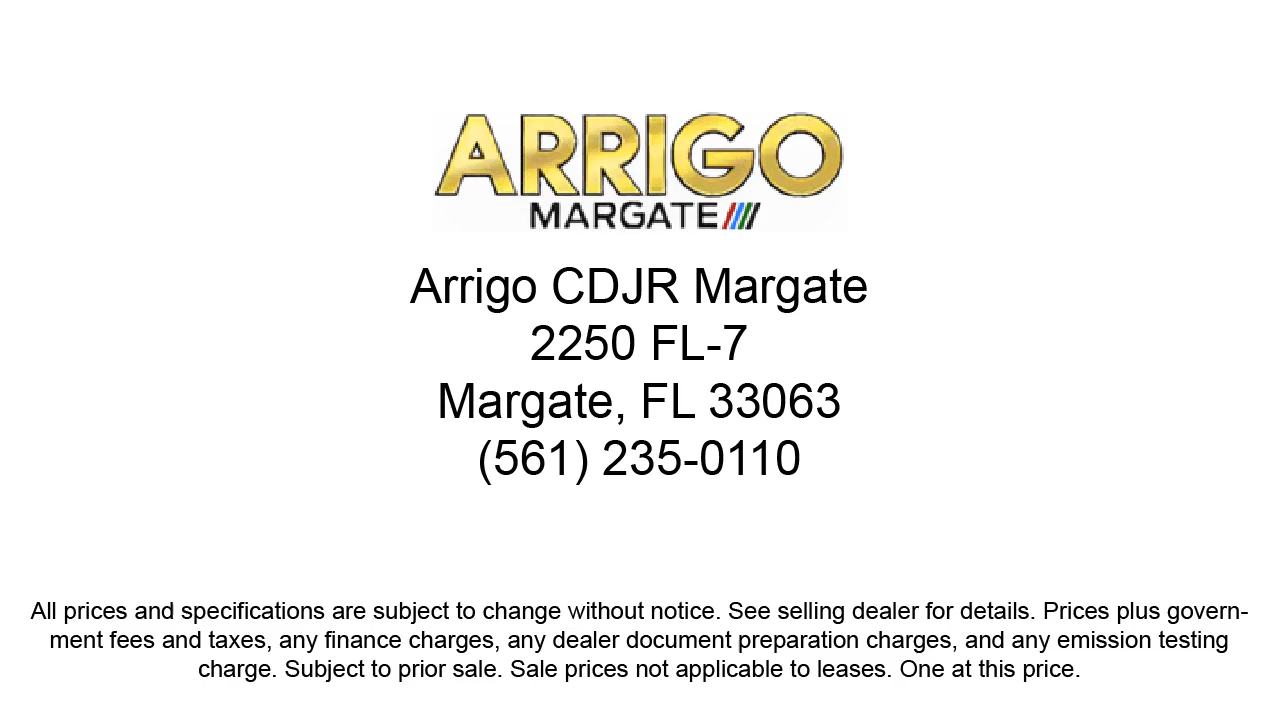 ARRIGO
MARGATE
Arrigo CDJR Margate
2250 FL-7
Margate, FL 33063
(561) 235-0110
All prices and specifications are subject to change without notice. See selling dealer for details. Prices plus govern-
ment fees and taxes, any finance charges, any dealer document preparation charges, and any emission testing
charge. Subject to prior sale. Sale prices not applicable to leases. One at this price.